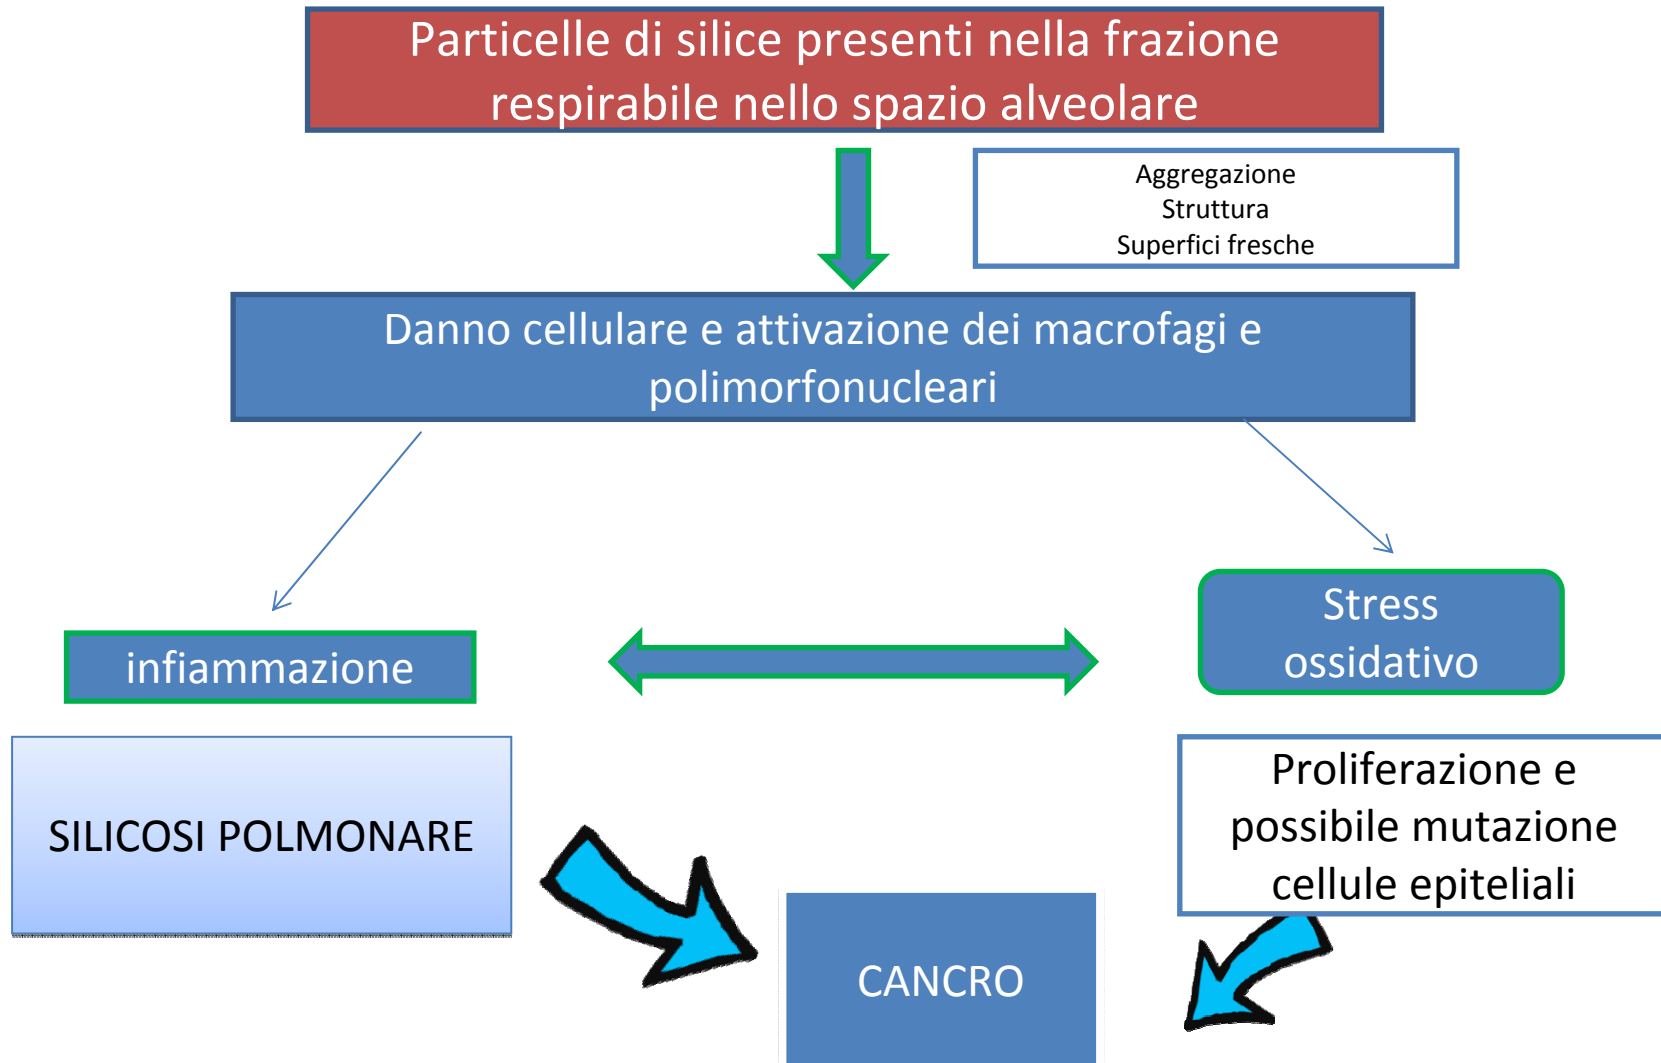 Particelle di silice presenti nella frazione
respirabile nello spazio alveolare
Aggregazione
Struttura
Superfici fresche
Danno cellulare e attivazione dei macrofagi e
polimorfonucleari
infiammazione
Stress
ossidativo
SILICOSI POLMONARE
Proliferazione e
possibile mutazione
cellule epiteliali
CANCRO